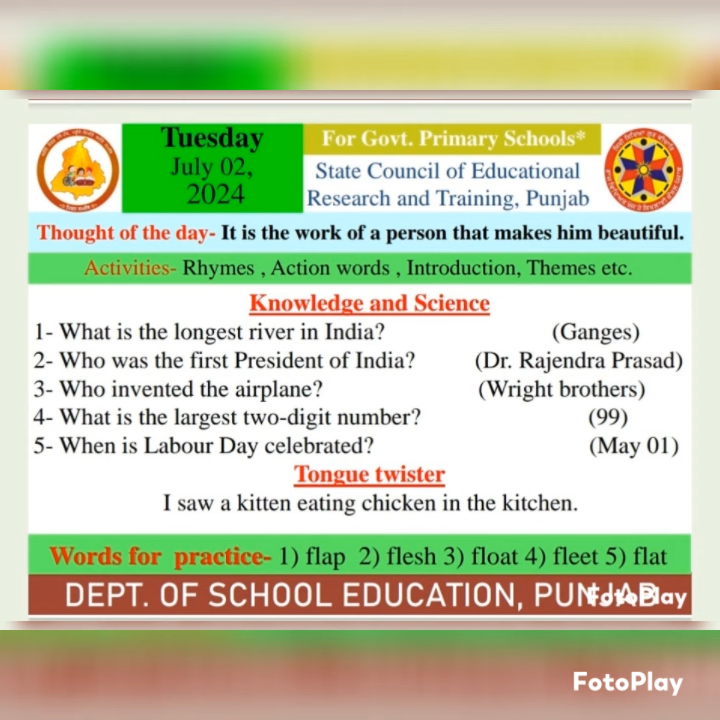 Tuesday
July 02,
2024
For Govt. Primary Schools*
State Council of Educational
Research and Training, Punjab
Thought of the day- It is the work of a person that makes him beautiful.
Activities- Rhymes , Action words , Introduction, Themes etc.
Knowledge and Science
1- What is the longest river in India? (Ganges)
2- Who was the first President of India? (Dr. Rajendra Prasad)
3- Who invented the airplane? (Wright brothers)
4- What is the largest two-digit number? (99)
5- When is Labour Day celebrated? (May 01)
Tongue twister
I saw a kitten eating chicken in the kitchen.
Words for practice- 1) flap 2) flesh 3) float 4) fleet 5) flat
DEPT. OF SCHOOL EDUCATION, PUNJAB
FotoPlay
FotoPlay